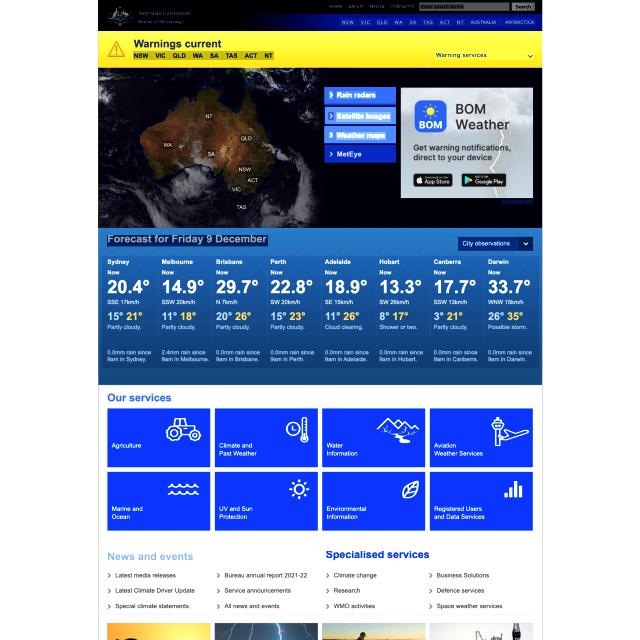 Australian Government
Bureau of Meteorology
HOME ABOUT MEDIA CONTACTS
Enter search terms
Search
NSW VIC QLD WA SA TAS ACT NT AUSTRALIA ANTARCTICA
Warnings current
NSW VIC QLD WA SA TAS ACT NT
Warning services
NT
QLD
WA
SA
NSW
ACT
VIC
TAS
Rain radars
Satellite images
Weather maps
MetEye
BOM
BOM
Weather
Get warning notifications,
direct to your device
App Store
Google Play
Forecast for Friday 9 December
City observations
Sydney Melbourne Brisbane Perth Adelaide Hobart Canberra Darwin
Now Now Now Now Now Now Now Now
20.4° 14.9° 29.7° 22.8° 18.9° 13.3° 17.7° 33.7°
SSE 17km/h SSW 20km/h N 7km/h SW 20km/h SE 15km/h SW 26km/h SSW 13km/h WNW 15km/h
15° 21° 11° 18° 20° 26° 15° 23° 11° 26° 8° 17° 3° 21° 26° 35°
Partly cloudy. Partly cloudy. Partly cloudy. Partly cloudy. Cloud clearing. Shower or two. Partly cloudy. Possible storm.
0.0mm rain since 2.4mm rain since 0.0mm rain since 0.0mm rain since 0.0mm rain since 0.0mm rain since 0.0mm rain since 0.0mm rain since
9am in Sydney. 9am in Melbourne. 9am in Brisbane. 9am in Perth. 9am in Adelaide. 9am in Hobart. 9am in Canberra. 9am in Darwin.
Our services
Agriculture
Climate and
Past Weather
Water
Information
Aviation
Weather Services
Marine and
Ocean
UV and Sun
Protection
Environmental
Information
Registered Users
and Data Services
News and events
Specialised services
Latest media releases Bureau annual report 2021-22 Climate change Business Solutions
Latest Climate Driver Update Service announcements Research Defence services
Special climate statements All news and events WMO activities Space weather services